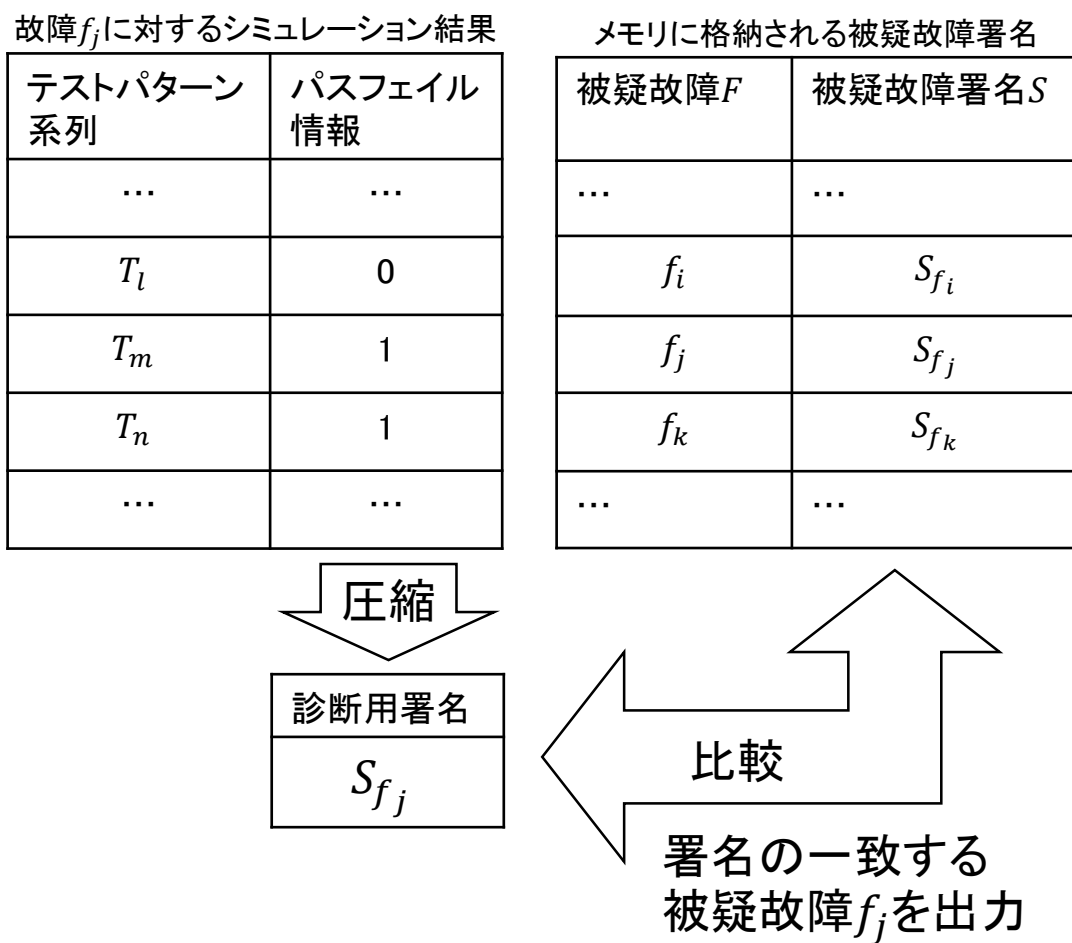 故障f_jに対するシミュレーション結果
テストパターン系列 パスフェイル情報
… …
T_l 0
T_m 1
T_n 1
… …
メモリに格納される被疑故障署名
被疑故障F 被疑故障署名S
… …
f_i S_{f_i}
f_j S_{f_j}
f_k S_{f_k}
… …
圧縮
診断用署名
S_{f_j}
比較
署名の一致する
被疑故障f_jを出力